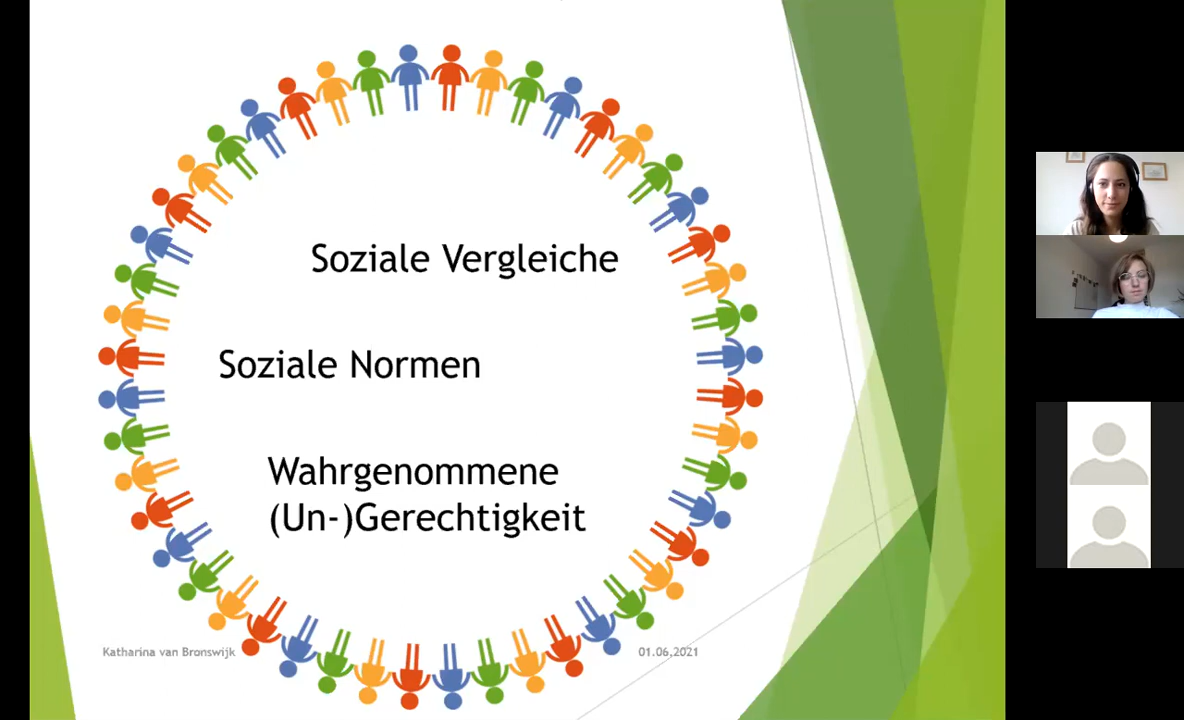 Soziale Vergleiche
Soziale Normen
Wahrgenommene
(Un-)Gerechtigkeit
Katharina van Bronswijk
01.06.2021